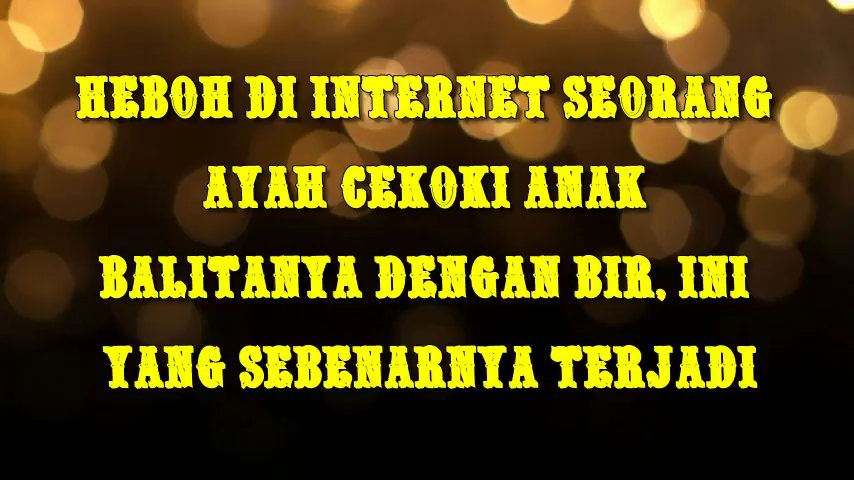 HEBOH DI INTERNET SEORANG
AYAH CEKOKI ANAK
BALITANYA DENGAN BIR, INI
YANG SEBENARNYA TERJADI